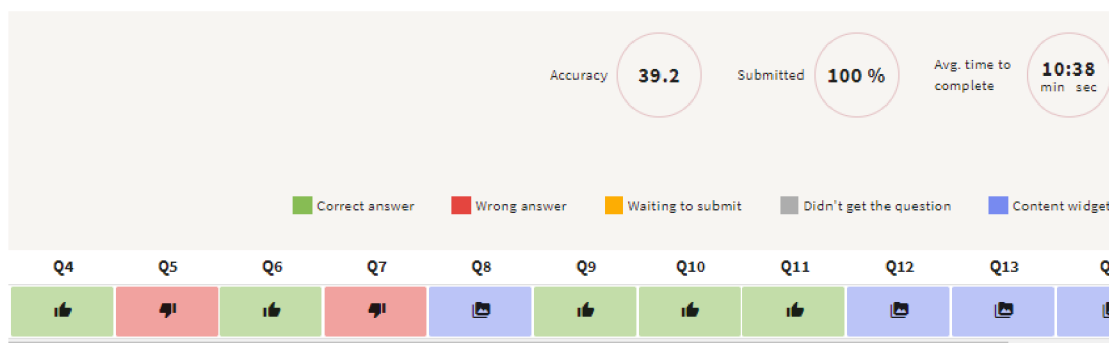 Accuracy 39.2 Submitted 100 % Avg. time to complete 10:38
min sec
Correct answer Wrong answer Waiting to submit Didn't get the question Content widget
Q4 Q5 Q6 Q7 Q8 Q9 Q10 Q11 Q12 Q13